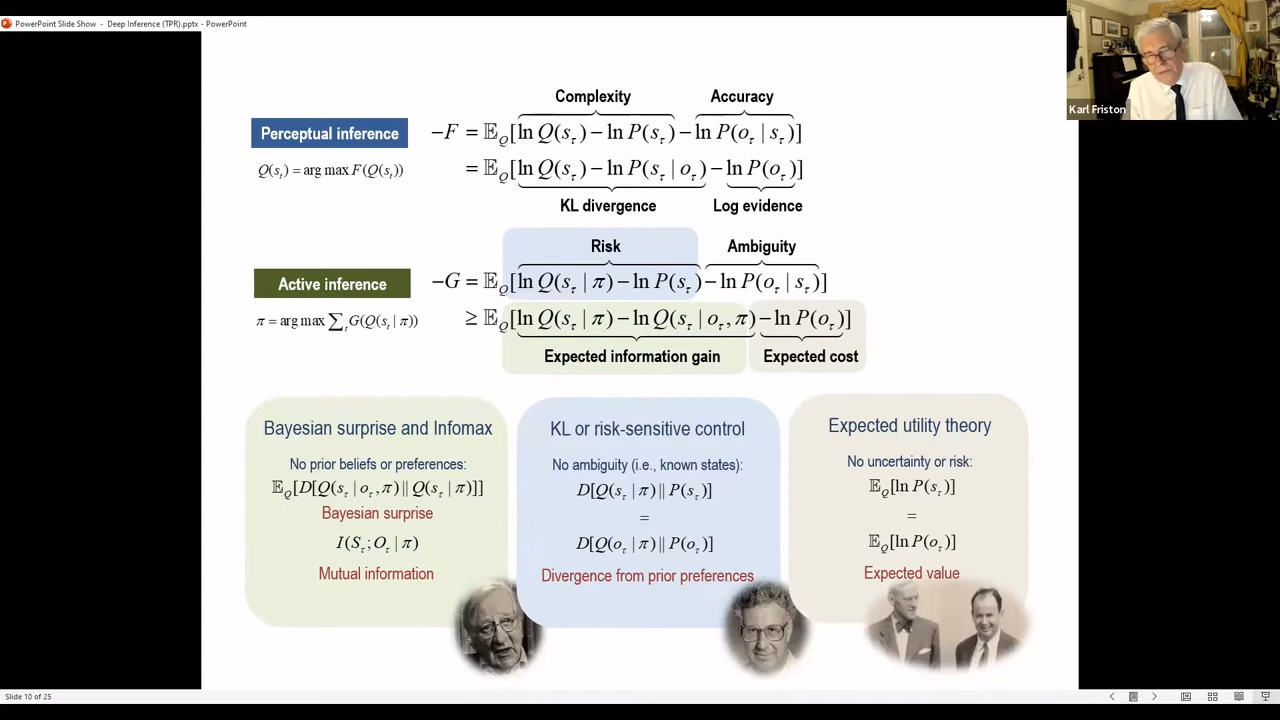 PowerPoint Slide Show - Deep Inference (TPR).pptx - PowerPoint
Karl Friston
Complexity Accuracy
Perceptual inference
−F = 𝔼_Q[ln Q(s_τ) − ln P(s_τ) − ln P(o_τ | s_τ)]
Q(s_t) = arg max F(Q(s_t))
= 𝔼_Q[ln Q(s_τ) − ln P(s_τ | o_τ) − ln P(o_τ)]
KL divergence Log evidence
Risk Ambiguity
Active inference
−G = 𝔼_Q[ln Q(s_τ | π) − ln P(s_τ) − ln P(o_τ | s_τ)]
π = arg max ∑_t G(Q(s_t | π))
≥ 𝔼_Q[ln Q(s_τ | π) − ln Q(s_τ | o_τ, π) − ln P(o_τ)]
Expected information gain Expected cost
Bayesian surprise and Infomax
No prior beliefs or preferences:
𝔼_Q[D[Q(s_τ | o_τ, π) || Q(s_τ | π)]]
Bayesian surprise
I(S_τ; O_τ | π)
Mutual information
KL or risk-sensitive control
No ambiguity (i.e., known states):
D[Q(s_τ | π) || P(s_τ)]
=
D[Q(o_τ | π) || P(o_τ)]
Divergence from prior preferences
Expected utility theory
No uncertainty or risk:
𝔼_Q[ln P(s_τ)]
=
𝔼_Q[ln P(o_τ)]
Expected value
Slide 10 of 25